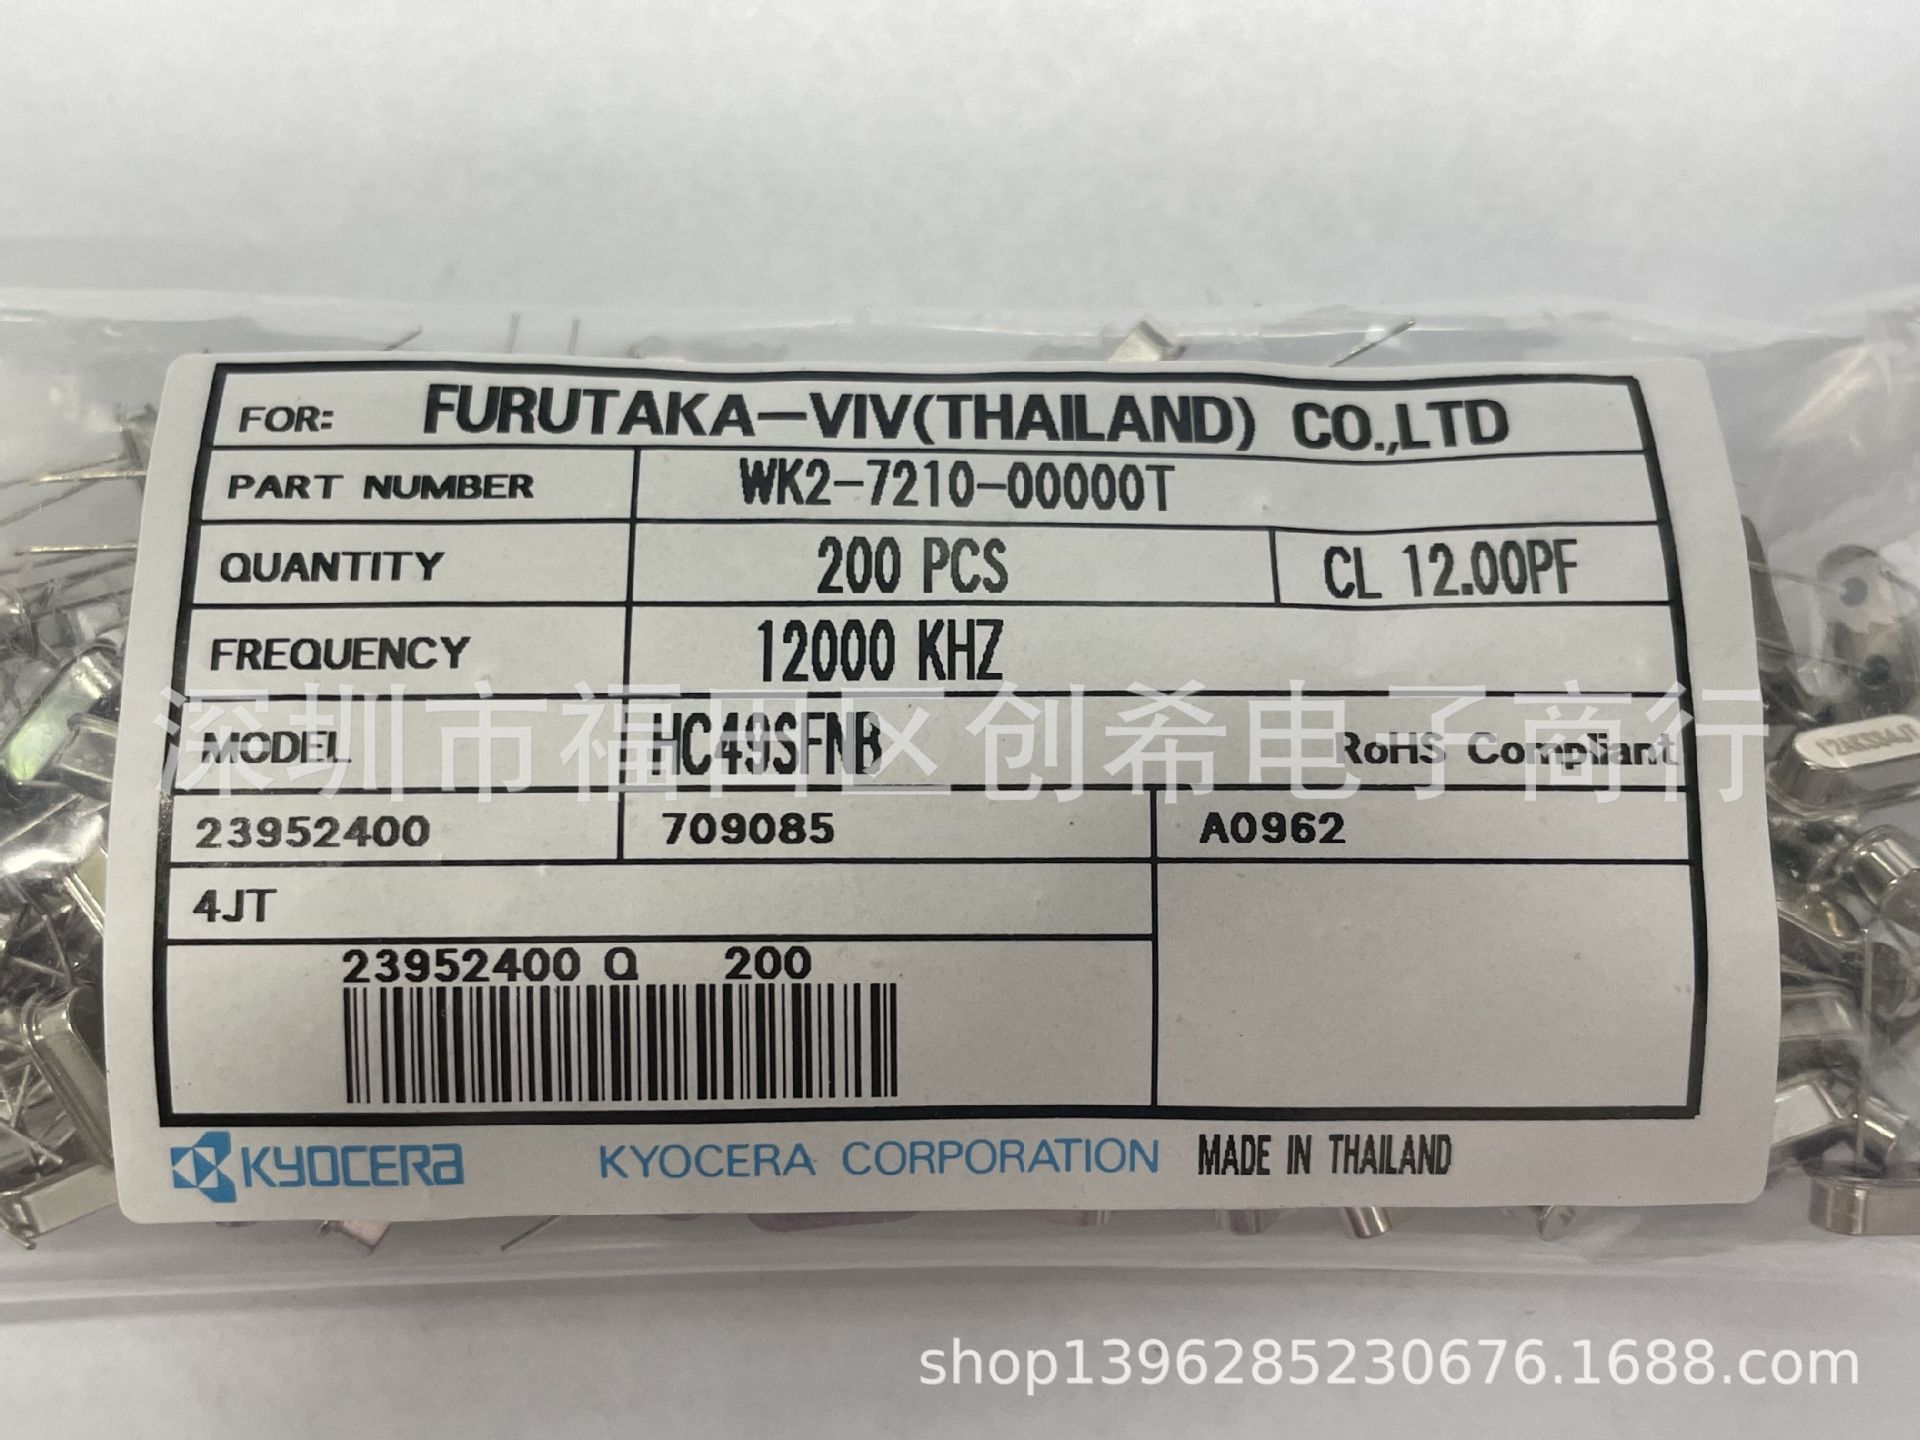 FOR: FURUTAKA-VIV(THAILAND) CO.,LTD
PART NUMBER WK2-7210-00000T
QUANTITY 200 PCS CL 12.00PF
FREQUENCY 12000 KHZ
深圳市福田区创希电子商行
MODEL HC49SFNB RoHS Compliant
23952400 709085 A0962
4JT
23952400 Q 200
KYOCERA KYOCERA CORPORATION MADE IN THAILAND
shop1396285230676.1688.com